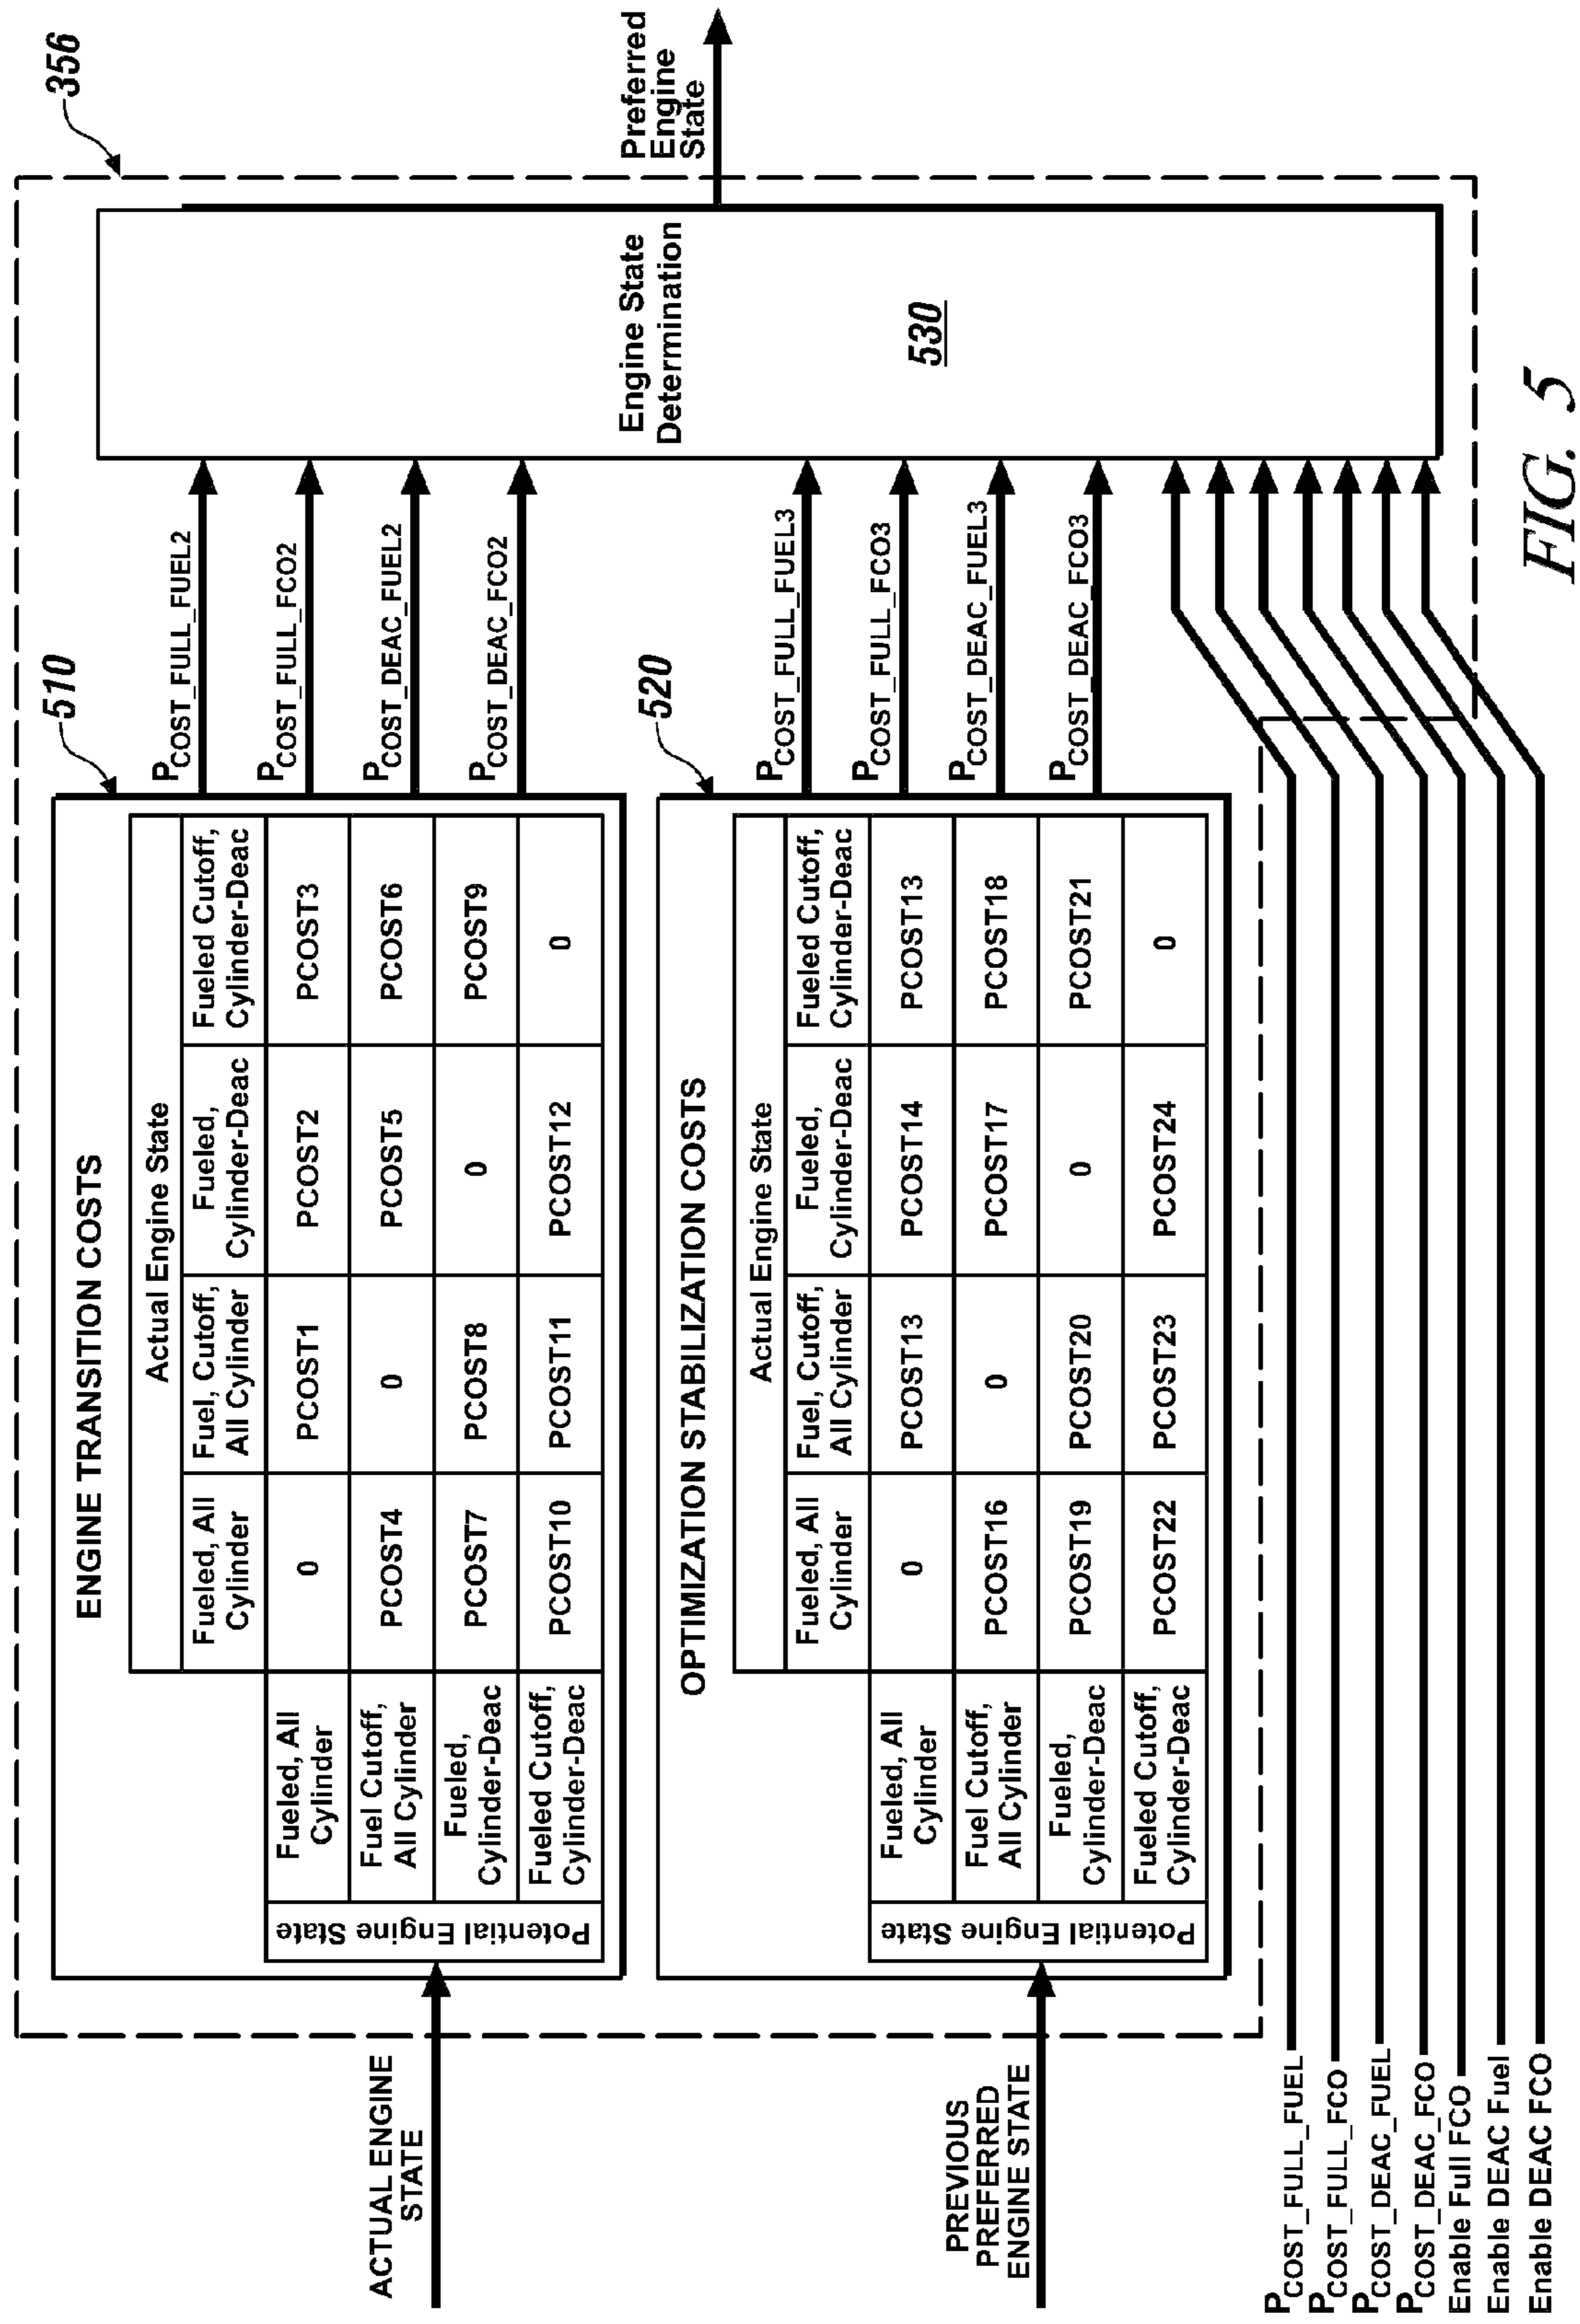 356
510
ENGINE TRANSITION COSTS
Actual Engine State
Fueled, All
Cylinder
Fuel, Cutoff,
All Cylinder
Fueled,
Cylinder-Deac
Fueled Cutoff,
Cylinder-Deac
Potential Engine State
Fueled, All
Cylinder
0
PCOST1
PCOST2
PCOST3
Fuel Cutoff,
All Cylinder
PCOST4
0
PCOST5
PCOST6
Fueled,
Cylinder-Deac
PCOST7
PCOST8
0
PCOST9
Fueled Cutoff,
Cylinder-Deac
PCOST10
PCOST11
PCOST12
0
ACTUAL ENGINE
STATE
PCOST_FULL_FUEL2
PCOST_FULL_FCO2
PCOST_DEAC_FUEL2
PCOST_DEAC_FCO2
520
OPTIMIZATION STABILIZATION COSTS
Actual Engine State
Fueled, All
Cylinder
Fuel, Cutoff,
All Cylinder
Fueled,
Cylinder-Deac
Fueled Cutoff,
Cylinder-Deac
Potential Engine State
Fueled, All
Cylinder
0
PCOST13
PCOST14
PCOST13
Fuel Cutoff,
All Cylinder
PCOST16
0
PCOST17
PCOST18
Fueled,
Cylinder-Deac
PCOST19
PCOST20
0
PCOST21
Fueled Cutoff,
Cylinder-Deac
PCOST22
PCOST23
PCOST24
0
PREVIOUS
PREFERRED
ENGINE STATE
PCOST_FULL_FUEL3
PCOST_FULL_FCO3
PCOST_DEAC_FUEL3
PCOST_DEAC_FCO3
Engine State
Determination
530
Preferred
Engine
State
PCOST_FULL_FUEL
PCOST_FULL_FCO
PCOST_DEAC_FUEL
PCOST_DEAC_FCO
Enable Full FCO
Enable DEAC Fuel
Enable DEAC FCO
FIG. 5